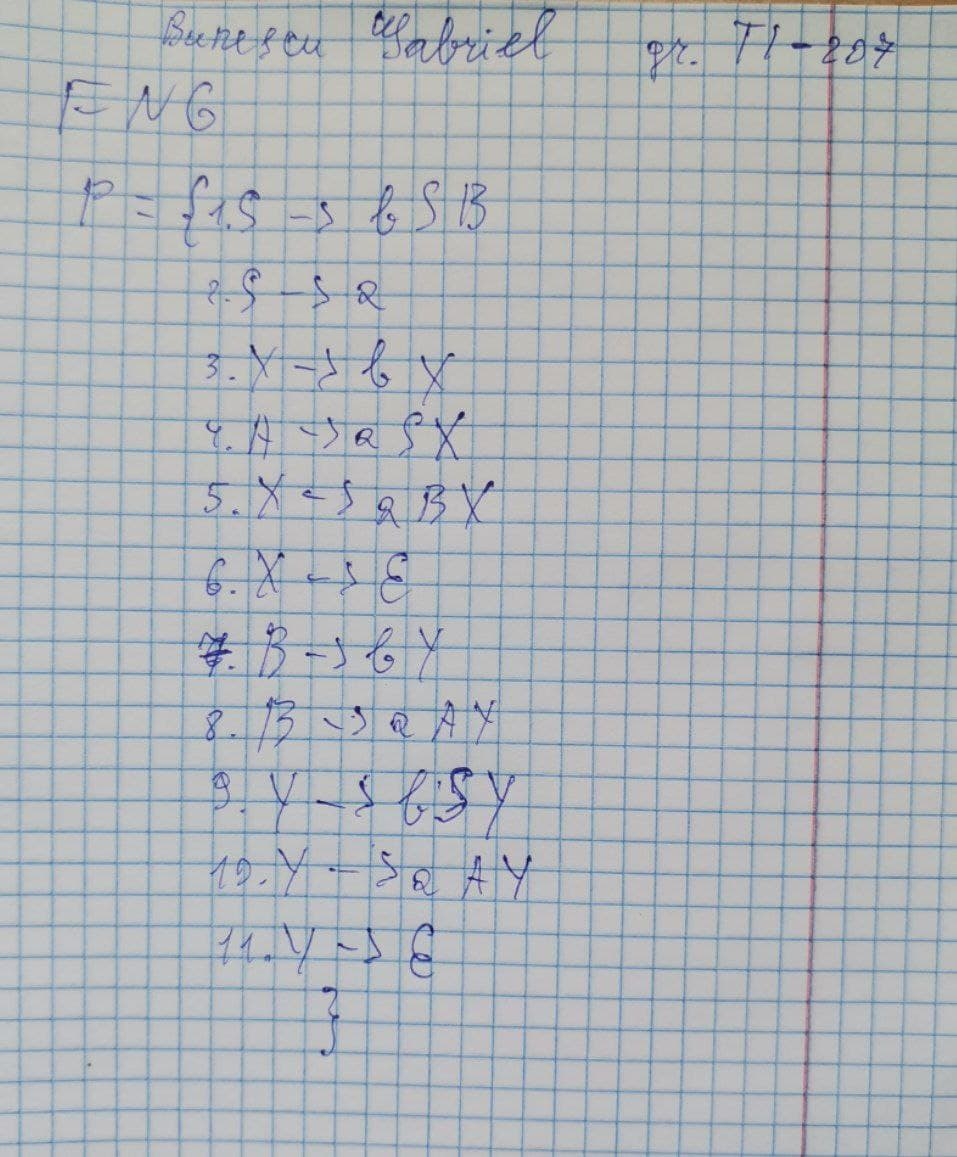 Bunescu Gabriel gr. TI-207
FNG
P = {1.S -> bSB
2.S -> a
3.X -> bX
4.A -> aSX
5.X -> aBX
6.X -> ε
7.B -> bY
8.B -> aAY
9.Y -> bSY
10.Y -> aAY
11.Y -> ε
}